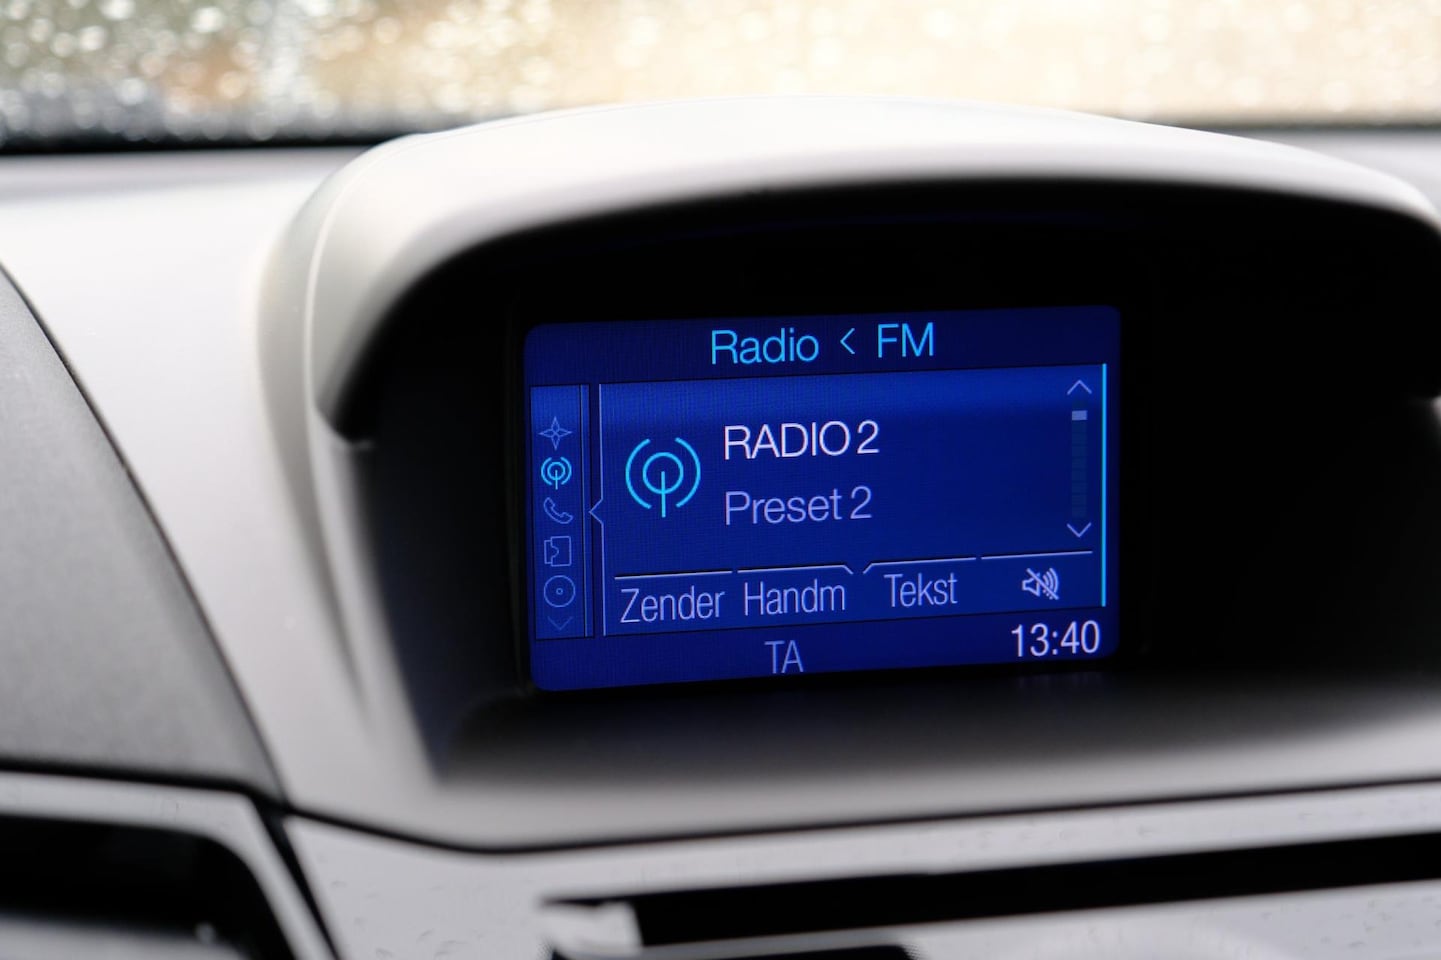 Radio < FM
RADIO 2
Preset 2
Zender Handm Tekst
TA
13:40